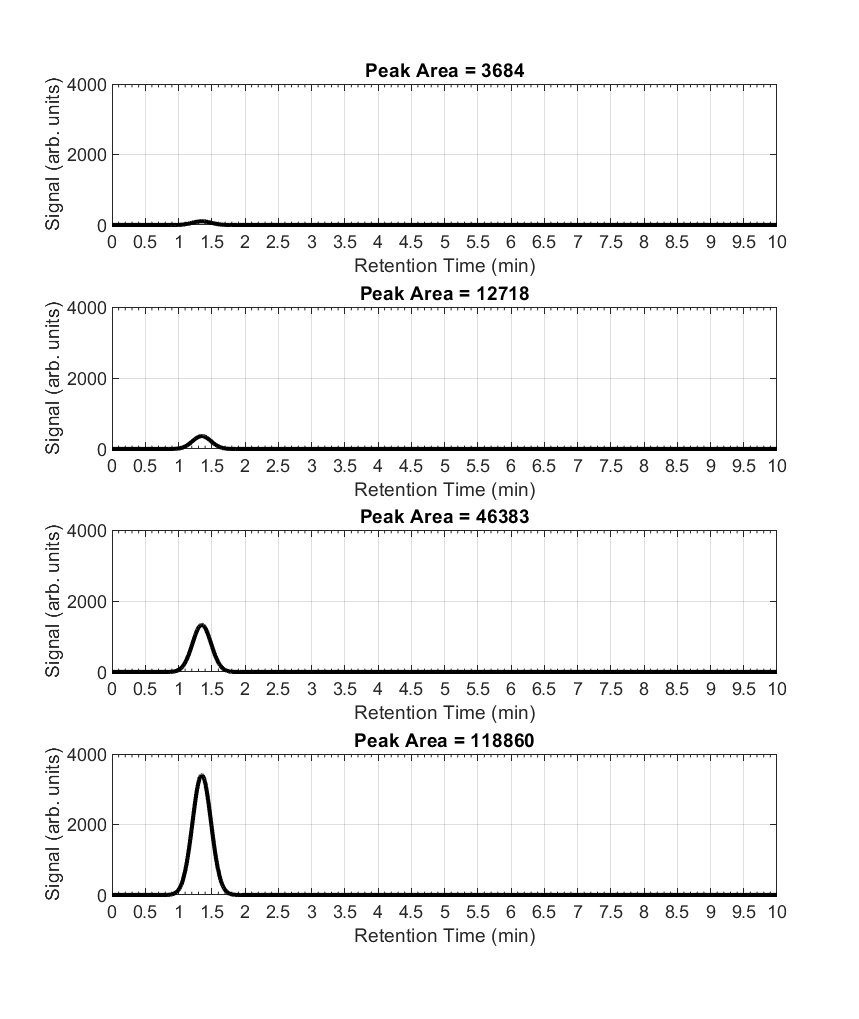 Peak Area = 3684
Signal (arb. units)
4000
2000
0
0 0.5 1 1.5 2 2.5 3 3.5 4 4.5 5 5.5 6 6.5 7 7.5 8 8.5 9 9.5 10
Retention Time (min)
Peak Area = 12718
Signal (arb. units)
4000
2000
0
0 0.5 1 1.5 2 2.5 3 3.5 4 4.5 5 5.5 6 6.5 7 7.5 8 8.5 9 9.5 10
Retention Time (min)
Peak Area = 46383
Signal (arb. units)
4000
2000
0
0 0.5 1 1.5 2 2.5 3 3.5 4 4.5 5 5.5 6 6.5 7 7.5 8 8.5 9 9.5 10
Retention Time (min)
Peak Area = 118860
Signal (arb. units)
4000
2000
0
0 0.5 1 1.5 2 2.5 3 3.5 4 4.5 5 5.5 6 6.5 7 7.5 8 8.5 9 9.5 10
Retention Time (min)